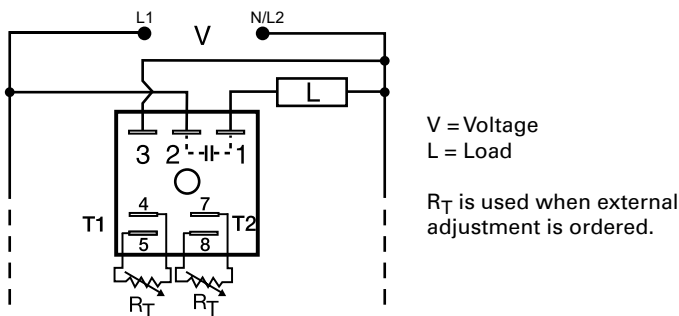 L1
V
N/L2
L
3
2
1
4
7
T1
T2
5
8
RT
RT
V = Voltage
L = Load
RT is used when external
adjustment is ordered.